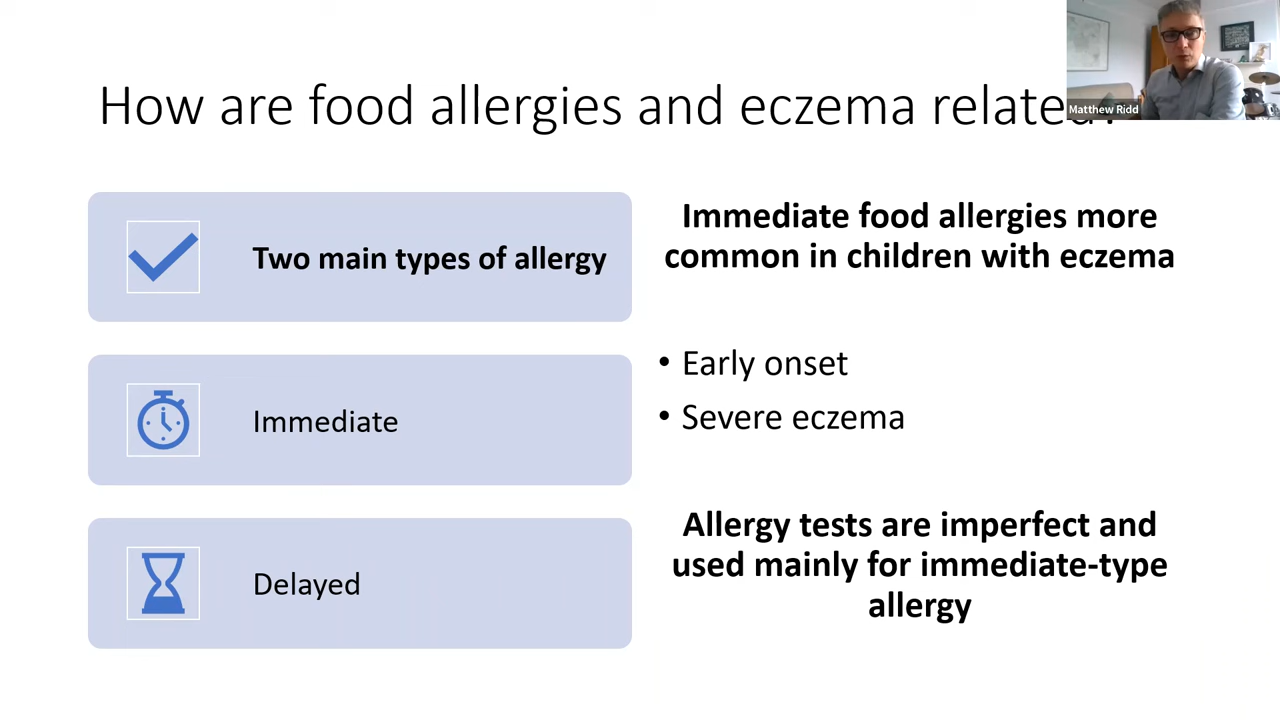 How are food allergies and eczema related?
Matthew Ridd
Two main types of allergy
Immediate
Delayed
Immediate food allergies more
common in children with eczema
• Early onset
• Severe eczema
Allergy tests are imperfect and
used mainly for immediate-type
allergy